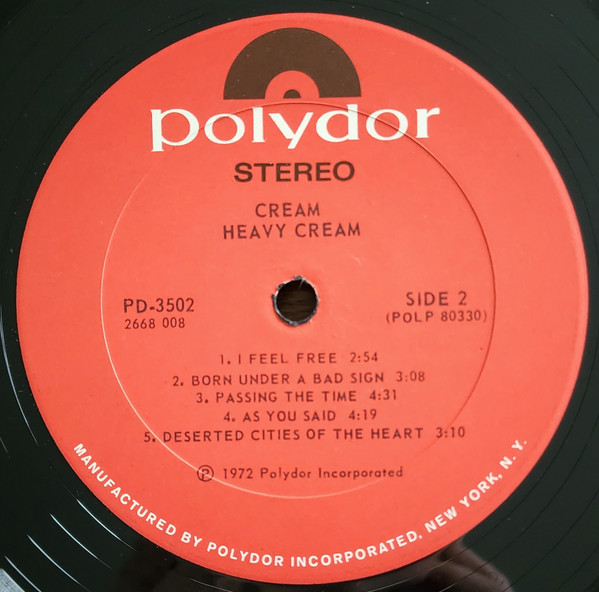 polydor
STEREO
CREAM
HEAVY CREAM
PD-3502
2668 008
SIDE 2
(POLP 80330)
1. I FEEL FREE 2:54
2. BORN UNDER A BAD SIGN 3:08
3. PASSING THE TIME 4:31
4. AS YOU SAID 4:19
5. DESERTED CITIES OF THE HEART 3:10
Ⓟ 1972 Polydor Incorporated
MANUFACTURED BY POLYDOR INCORPORATED, NEW YORK, N.Y.